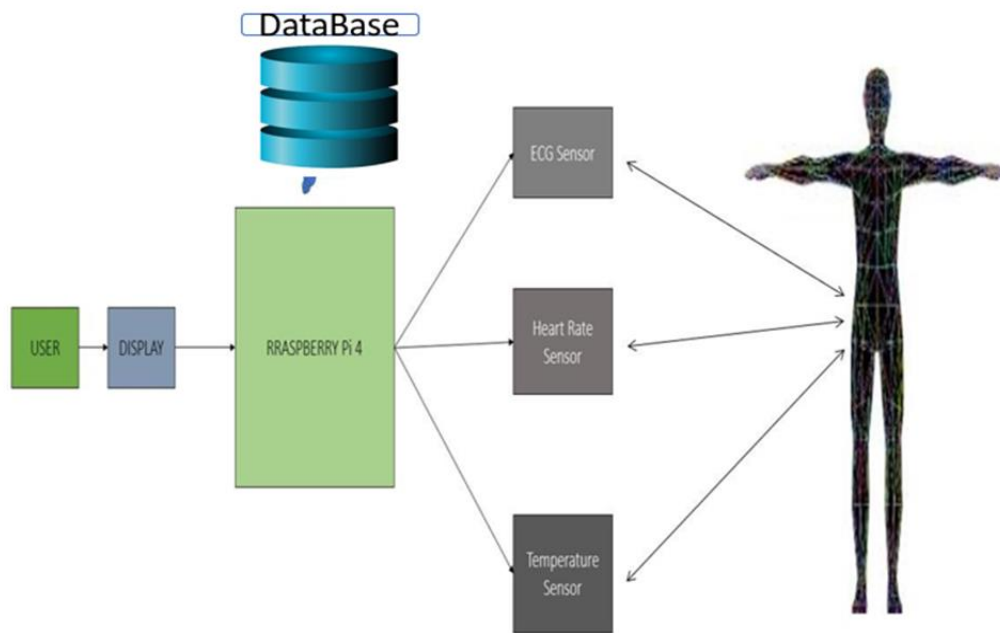 DataBase
ECG Sensor
USER
DISPLAY
RRASPBERRY Pi 4
Heart Rate
Sensor
Temperature
Sensor